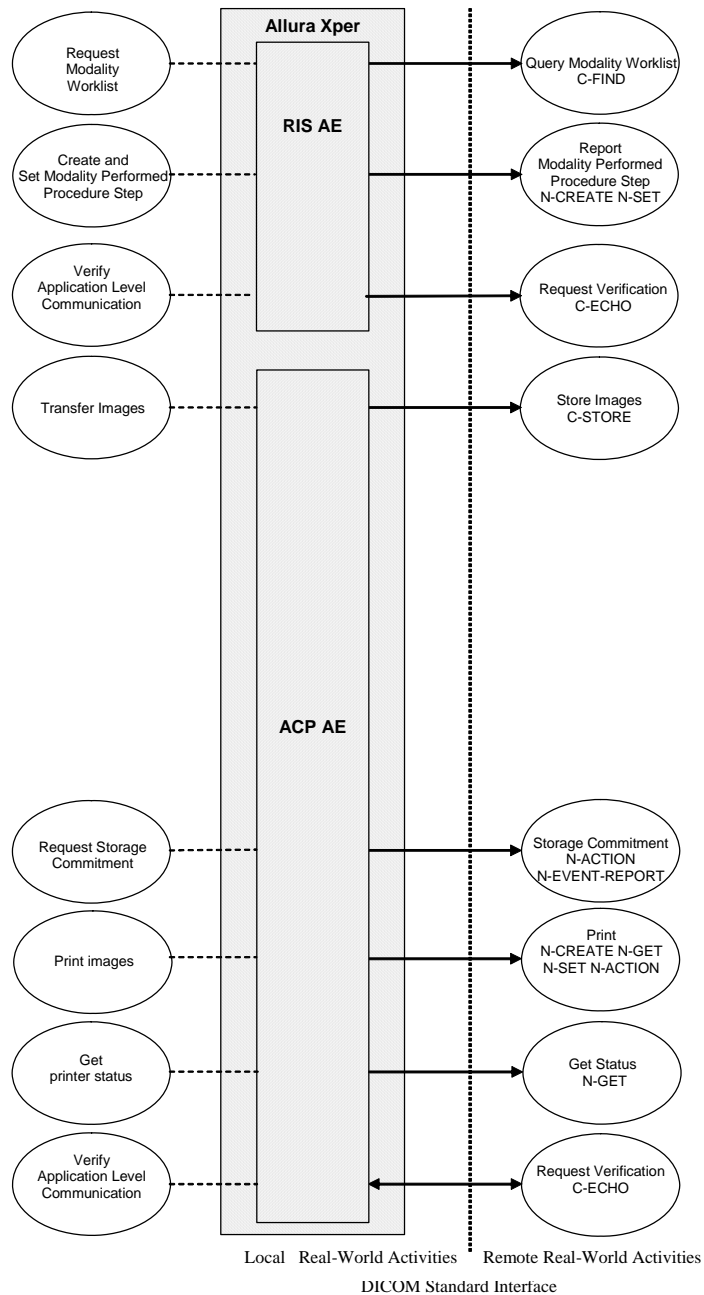 Allura Xper
Request
Modality
Worklist
RIS AE
Query Modality Worklist
C-FIND
Create and
Set Modality Performed
Procedure Step
Report
Modality Performed
Procedure Step
N-CREATE N-SET
Verify
Application Level
Communication
Request Verification
C-ECHO
Transfer Images
Store Images
C-STORE
ACP AE
Request Storage
Commitment
Storage Commitment
N-ACTION
N-EVENT-REPORT
Print images
Print
N-CREATE N-GET
N-SET N-ACTION
Get
printer status
Get Status
N-GET
Verify
Application Level
Communication
Request Verification
C-ECHO
Local Real-World Activities Remote Real-World Activities
DICOM Standard Interface